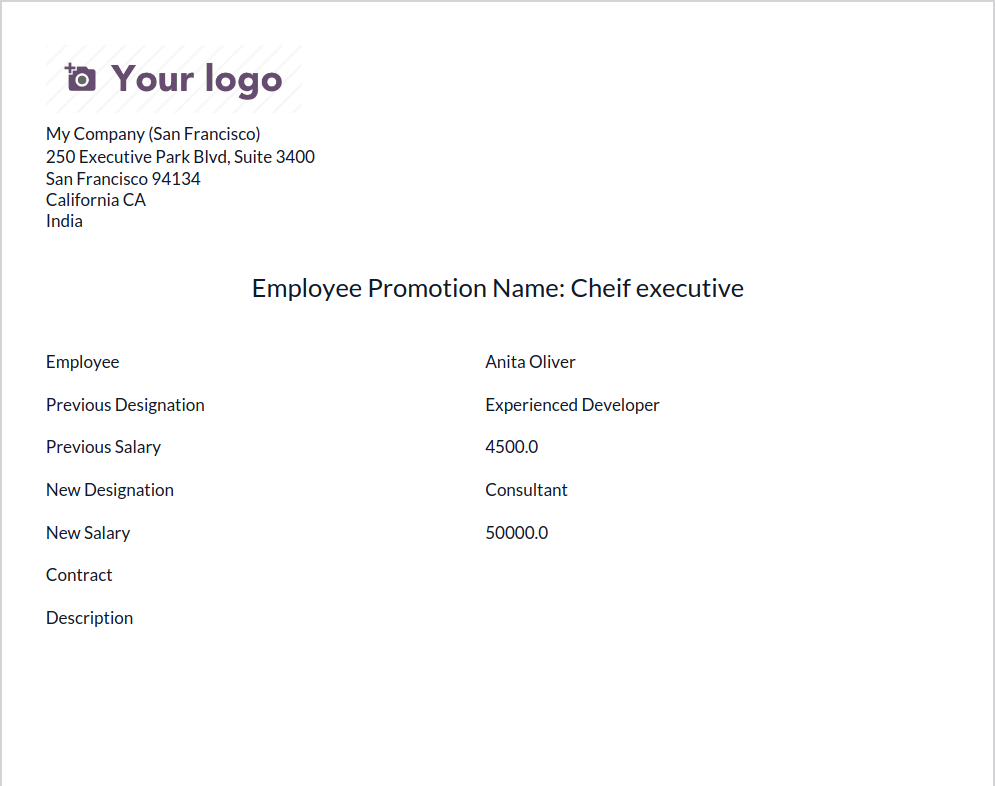 Your logo
My Company (San Francisco)
250 Executive Park Blvd, Suite 3400
San Francisco 94134
California CA
India
Employee Promotion Name: Cheif executive
Employee Anita Oliver
Previous Designation Experienced Developer
Previous Salary 4500.0
New Designation Consultant
New Salary 50000.0
Contract
Description